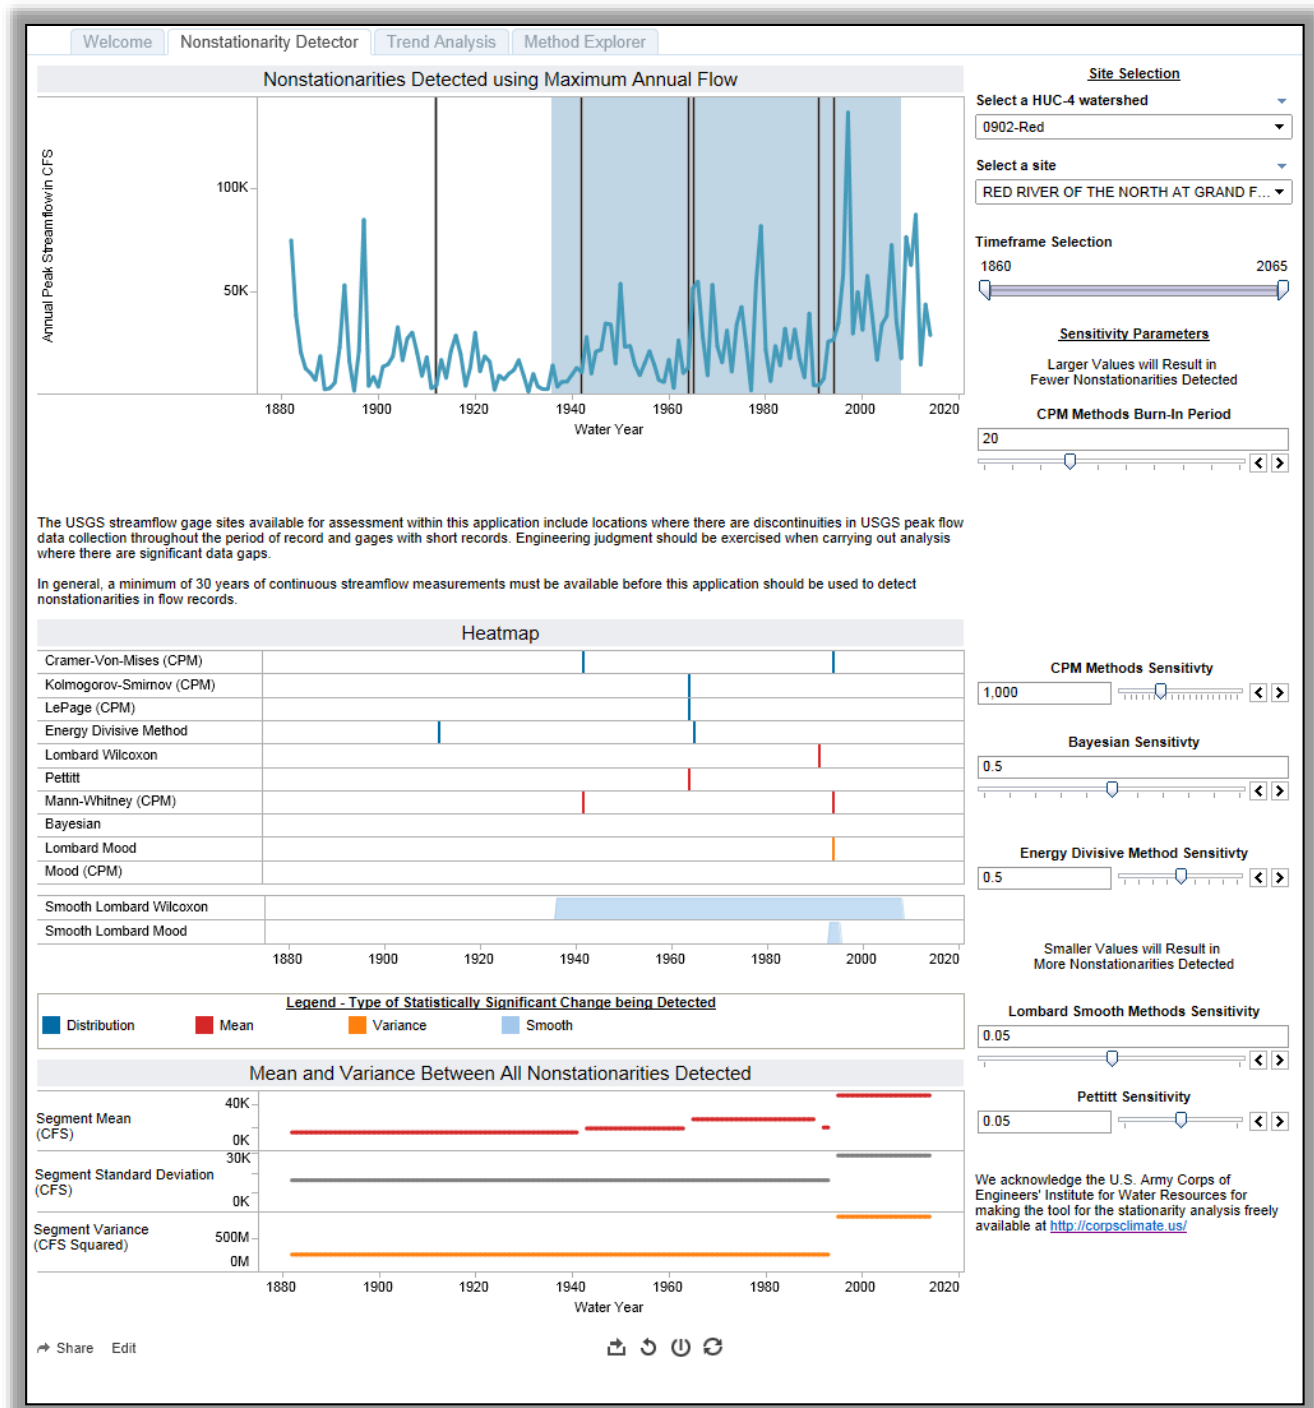 Welcome
Nonstationarity Detector
Trend Analysis
Method Explorer
Nonstationarities Detected using Maximum Annual Flow
Annual Peak Streamflow in CFS
100K
50K
1880 1900 1920 1940 1960 1980 2000 2020
Water Year
Site Selection
Select a HUC-4 watershed
0902-Red
Select a site
RED RIVER OF THE NORTH AT GRAND F...
Timeframe Selection
1860 2065
Sensitivity Parameters
Larger Values will Result in
Fewer Nonstationarities Detected
CPM Methods Burn-In Period
20
The USGS streamflow gage sites available for assessment within this application include locations where there are discontinuities in USGS peak flow
data collection throughout the period of record and gages with short records. Engineering judgment should be exercised when carrying out analysis
where there are significant data gaps.
In general, a minimum of 30 years of continuous streamflow measurements must be available before this application should be used to detect
nonstationarities in flow records.
Heatmap
Cramer-Von-Mises (CPM)
Kolmogorov-Smirnov (CPM)
LePage (CPM)
Energy Divisive Method
Lombard Wilcoxon
Pettitt
Mann-Whitney (CPM)
Bayesian
Lombard Mood
Mood (CPM)
Smooth Lombard Wilcoxon
Smooth Lombard Mood
1880 1900 1920 1940 1960 1980 2000 2020
CPM Methods Sensitivty
1,000
Bayesian Sensitivty
0.5
Energy Divisive Method Sensitivty
0.5
Smaller Values will Result in
More Nonstationarities Detected
Lombard Smooth Methods Sensitivity
0.05
Pettitt Sensitivity
0.05
Legend - Type of Statistically Significant Change being Detected
Distribution Mean Variance Smooth
Mean and Variance Between All Nonstationarities Detected
Segment Mean
(CFS)
40K
0K
Segment Standard Deviation
(CFS)
30K
0K
Segment Variance
(CFS Squared)
500M
0M
1880 1900 1920 1940 1960 1980 2000 2020
Water Year
We acknowledge the U.S. Army Corps of
Engineers' Institute for Water Resources for
making the tool for the stationarity analysis freely
available at http://corpsclimate.us/
Share Edit